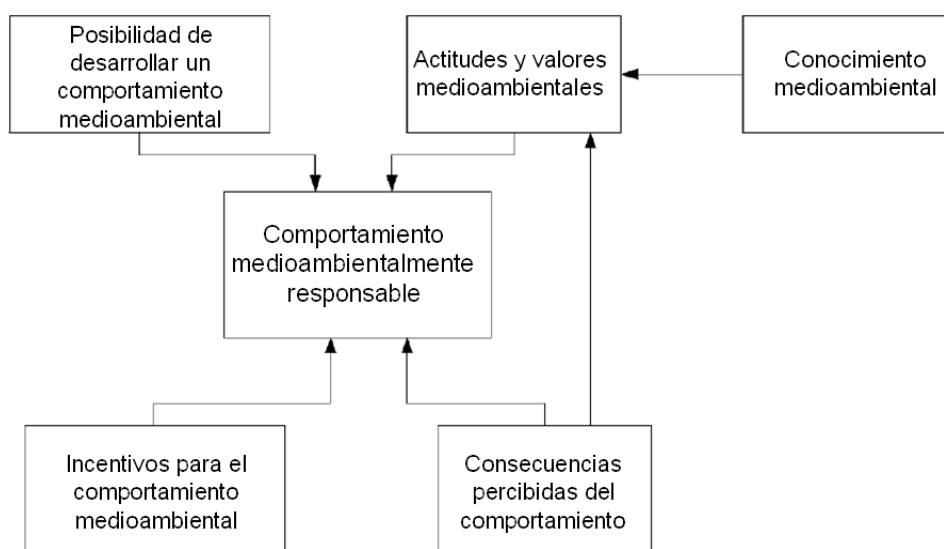 Posibilidad de
desarrollar un
comportamiento
medioambiental
Actitudes y valores
medioambientales
Conocimiento
medioambiental
Comportamiento
medioambientalmente
responsable
Incentivos para el
comportamiento
medioambiental
Consecuencias
percibidas del
comportamiento